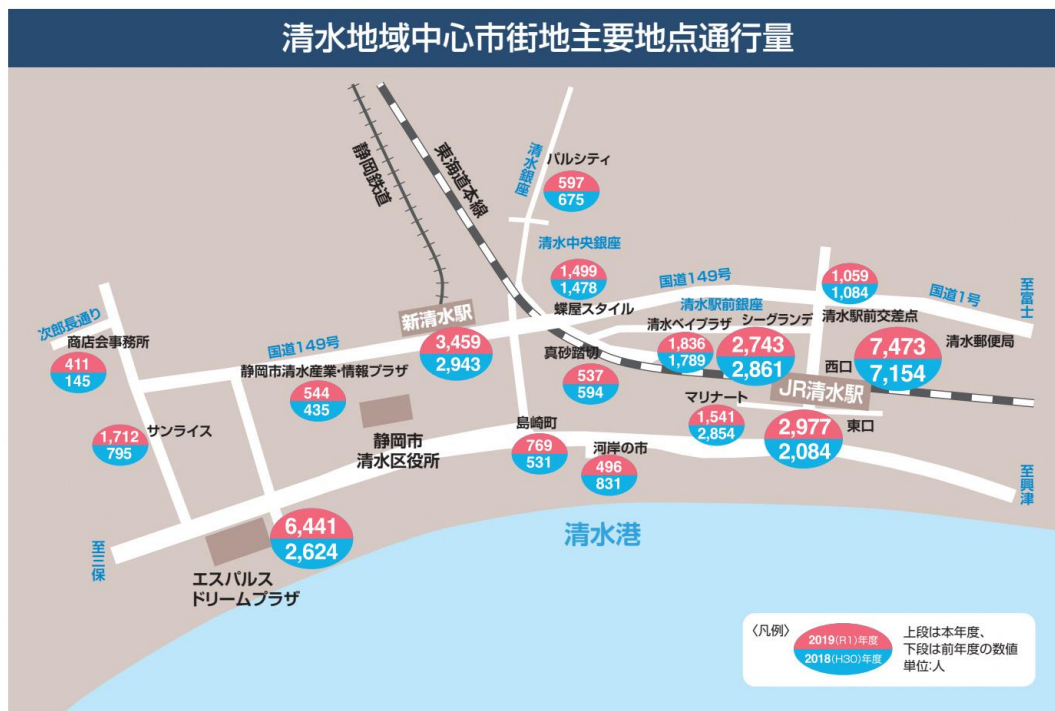 清水地域中心市街地主要地点通行量
静岡鉄道
東海道本線
清水銀座
パルシティ
597
675
清水中央銀座
1,499
1,478
蝶屋スタイル
国道149号
清水駅前銀座
1,059
1,084
清水駅前交差点
国道1号
至富士
清水ベイプラザ
1,836
1,789
シーグランデ
2,743
2,861
西口
7,473
7,154
清水郵便局
JR清水駅
次郎長通り
商店会事務所
411
145
国道149号
新清水駅
3,459
2,943
真砂踏切
537
594
静岡市清水産業・情報プラザ
544
435
マリナート
1,541
2,854
2,977
2,084
東口
サンライス
1,712
795
静岡市
清水区役所
島崎町
769
531
河岸の市
496
831
至興津
清水港
6,441
2,624
至三保
エスパルス
ドリームプラザ
〈凡例〉
2019(R1)年度
2018(H30)年度
上段は本年度、
下段は前年度の数値
単位:人